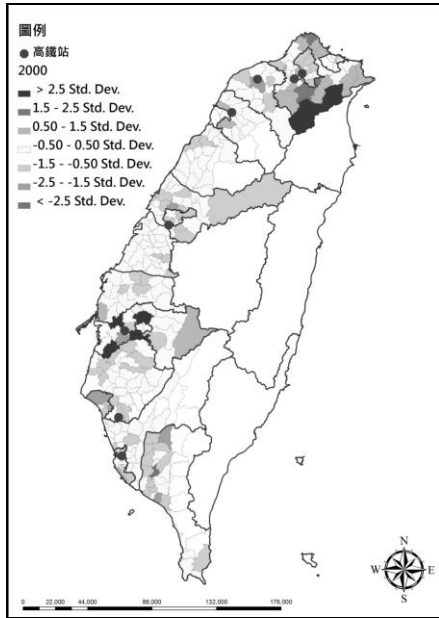 圖例
高鐵站
2000
> 2.5 Std. Dev.
1.5 - 2.5 Std. Dev.
0.50 - 1.5 Std. Dev.
-0.50 - 0.50 Std. Dev.
-1.5 - -0.50 Std. Dev.
-2.5 - -1.5 Std. Dev.
< -2.5 Std. Dev.
N
W E
S
0 22,000 44,000 88,000 132,000 176,000